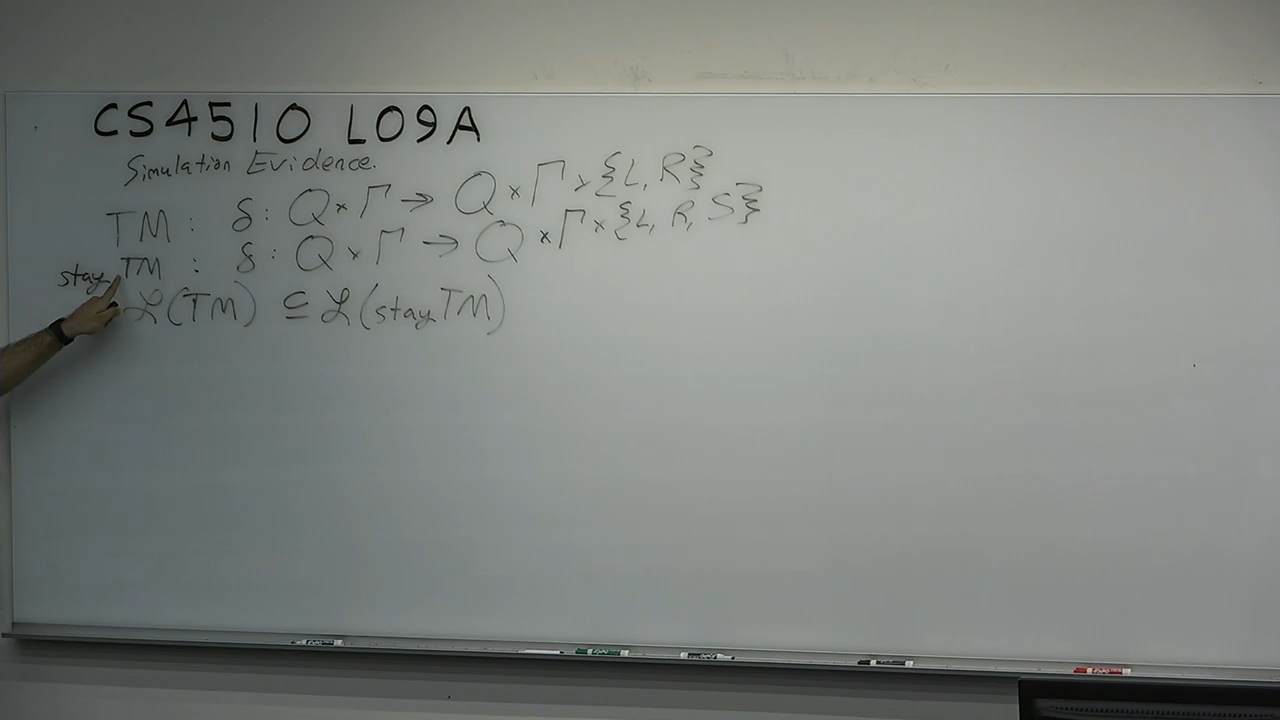 CS4510 L09A
Simulation Evidence.
TM : δ: Q × Γ → Q × Γ × {L, R}
stay TM : δ: Q × Γ → Q × Γ × {L, R, S}
ℒ(TM) ⊆ ℒ(stay TM)